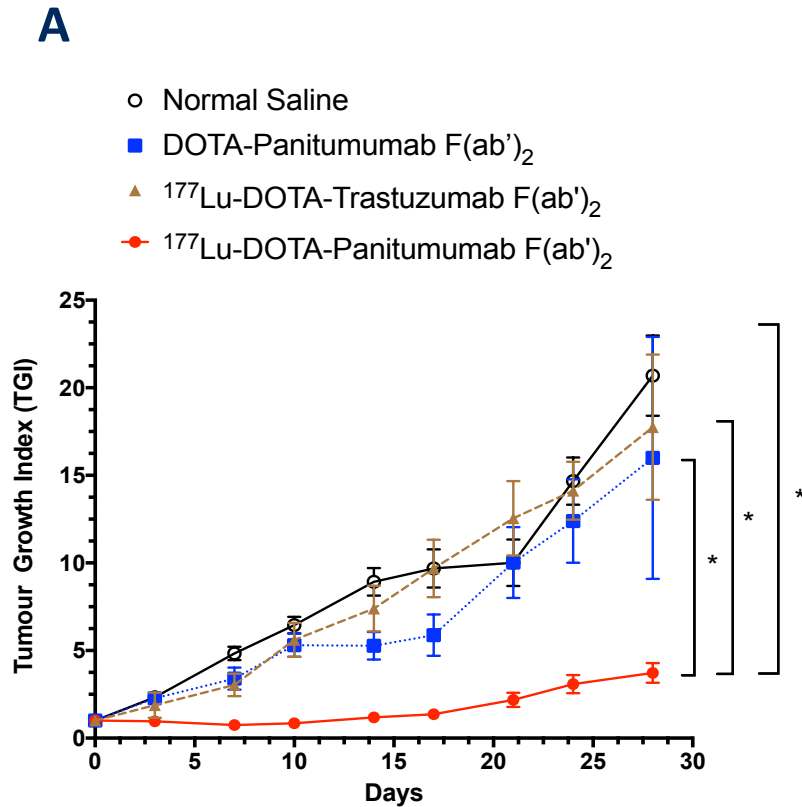 A
Normal Saline
DOTA-Panitumumab F(ab’)₂
¹⁷⁷Lu-DOTA-Trastuzumab F(ab')₂
¹⁷⁷Lu-DOTA-Panitumumab F(ab')₂
25
20
15
10
5
0
Tumour Growth Index (TGI)
0 5 10 15 20 25 30
Days
*
*
*